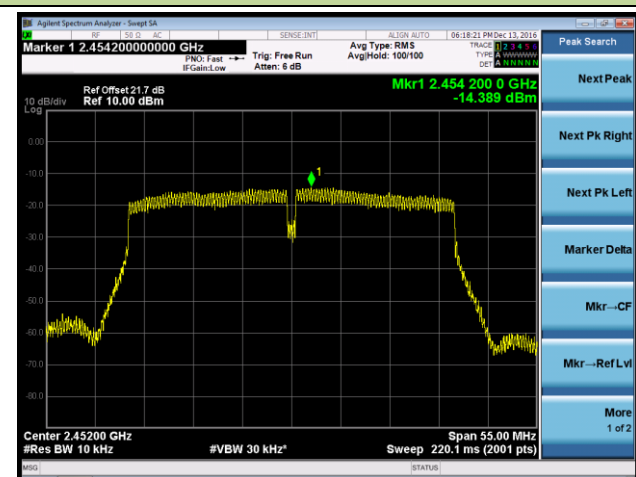 Agilent Spectrum Analyzer - Swept SA
RF 50 Ω AC SENSE:INT ALIGN AUTO 06:18:21 PM Dec 13, 2016
Marker 1 2.454200000000 GHz
PNO: Fast
IFGain:Low
Trig: Free Run
Atten: 6 dB
Avg Type: RMS
Avg|Hold: 100/100
TRACE 1 2 3 4 5 6
TYPE A WWWWW
DET A N N N N N
Peak Search
Ref Offset 21.7 dB
10 dB/div Ref 10.00 dBm
Log
Mkr1 2.454 200 0 GHz
-14.389 dBm
Next Peak
0.00
Next Pk Right
-10.0
1
-20.0
Next Pk Left
-30.0
Marker Delta
-40.0
-50.0
Mkr→CF
-60.0
-70.0
Mkr→Ref Lvl
-80.0
More
1 of 2
Center 2.45200 GHz
Span 55.00 MHz
#Res BW 10 kHz
#VBW 30 kHz*
Sweep 220.1 ms (2001 pts)
MSG
STATUS